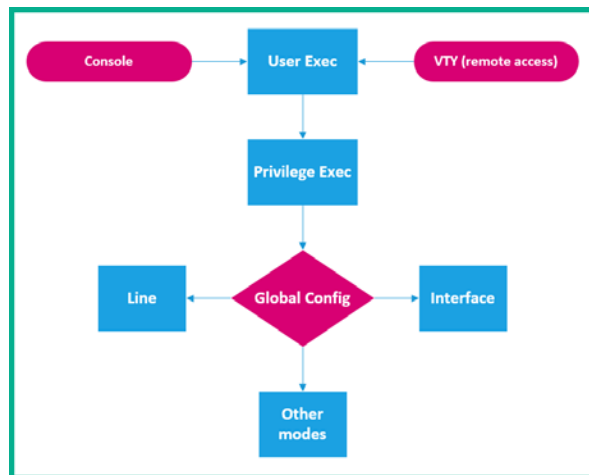 Console
User Exec
VTY (remote access)
Privilege Exec
Line
Global Config
Interface
Other
modes